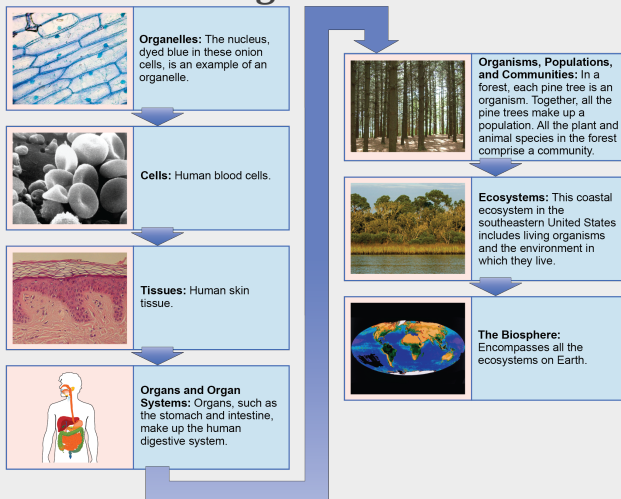 Organelles: The nucleus,
dyed blue in these onion
cells, is an example of an
organelle.
Cells: Human blood cells.
Tissues: Human skin
tissue.
Organs and Organ
Systems: Organs, such as
the stomach and intestine,
make up the human
digestive system.
Organisms, Populations,
and Communities: In a
forest, each pine tree is an
organism. Together, all the
pine trees make up a
population. All the plant and
animal species in the forest
comprise a community.
Ecosystems: This coastal
ecosystem in the
southeastern United States
includes living organisms
and the environment in
which they live.
The Biosphere:
Encompasses all the
ecosystems on Earth.